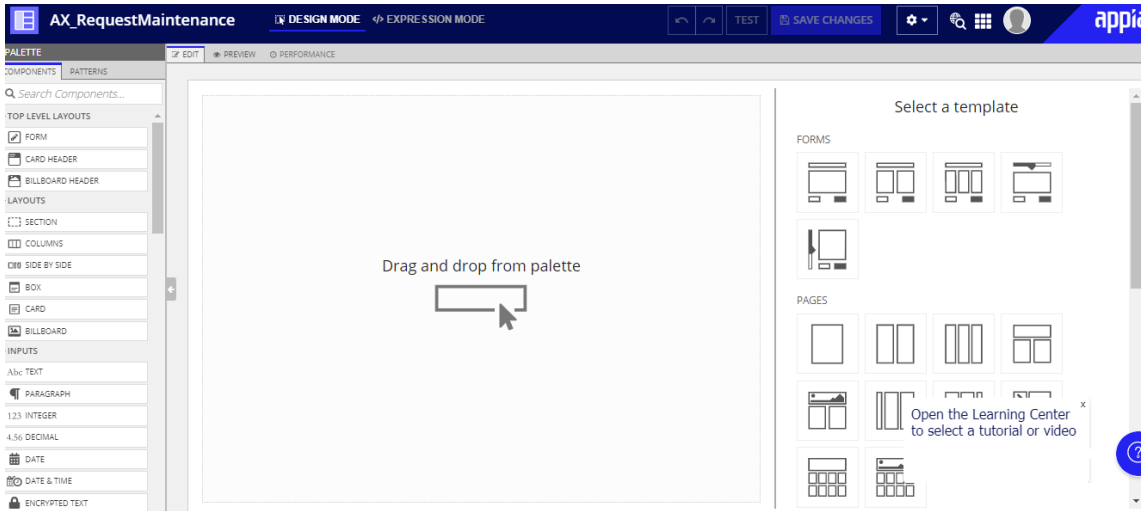 AX_RequestMaintenance DESIGN MODE </> EXPRESSION MODE TEST SAVE CHANGES
PALETTE
EDIT PREVIEW PERFORMANCE
COMPONENTS PATTERNS
Search Components...
TOP LEVEL LAYOUTS
FORM
CARD HEADER
BILLBOARD HEADER
LAYOUTS
SECTION
COLUMNS
SIDE BY SIDE
BOX
CARD
BILLBOARD
INPUTS
Abc TEXT
PARAGRAPH
123 INTEGER
4.56 DECIMAL
DATE
DATE & TIME
ENCRYPTED TEXT
Drag and drop from palette
Select a template
FORMS
PAGES
Open the Learning Center x
to select a tutorial or video
?